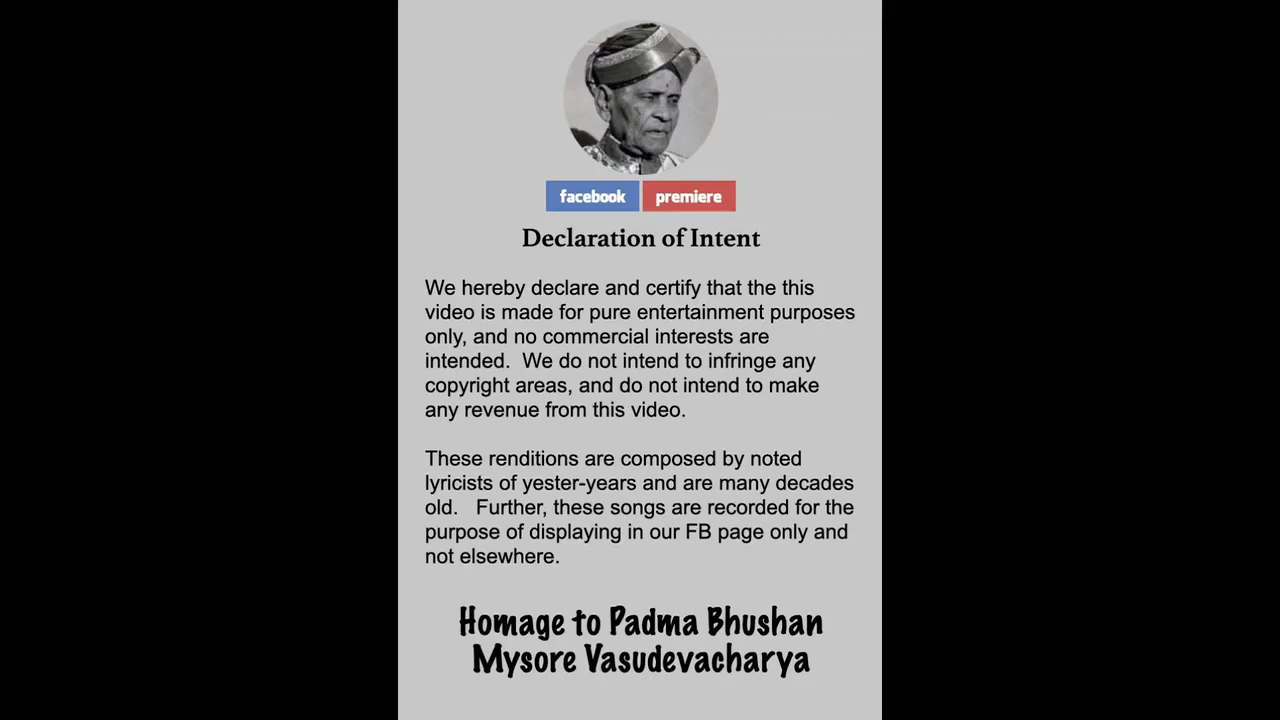 facebook premiere
Declaration of Intent
We hereby declare and certify that the this
video is made for pure entertainment purposes
only, and no commercial interests are
intended.  We do not intend to infringe any
copyright areas, and do not intend to make
any revenue from this video.
These renditions are composed by noted
lyricists of yester-years and are many decades
old.   Further, these songs are recorded for the
purpose of displaying in our FB page only and
not elsewhere.
Homage to Padma Bhushan
Mysore Vasudevacharya